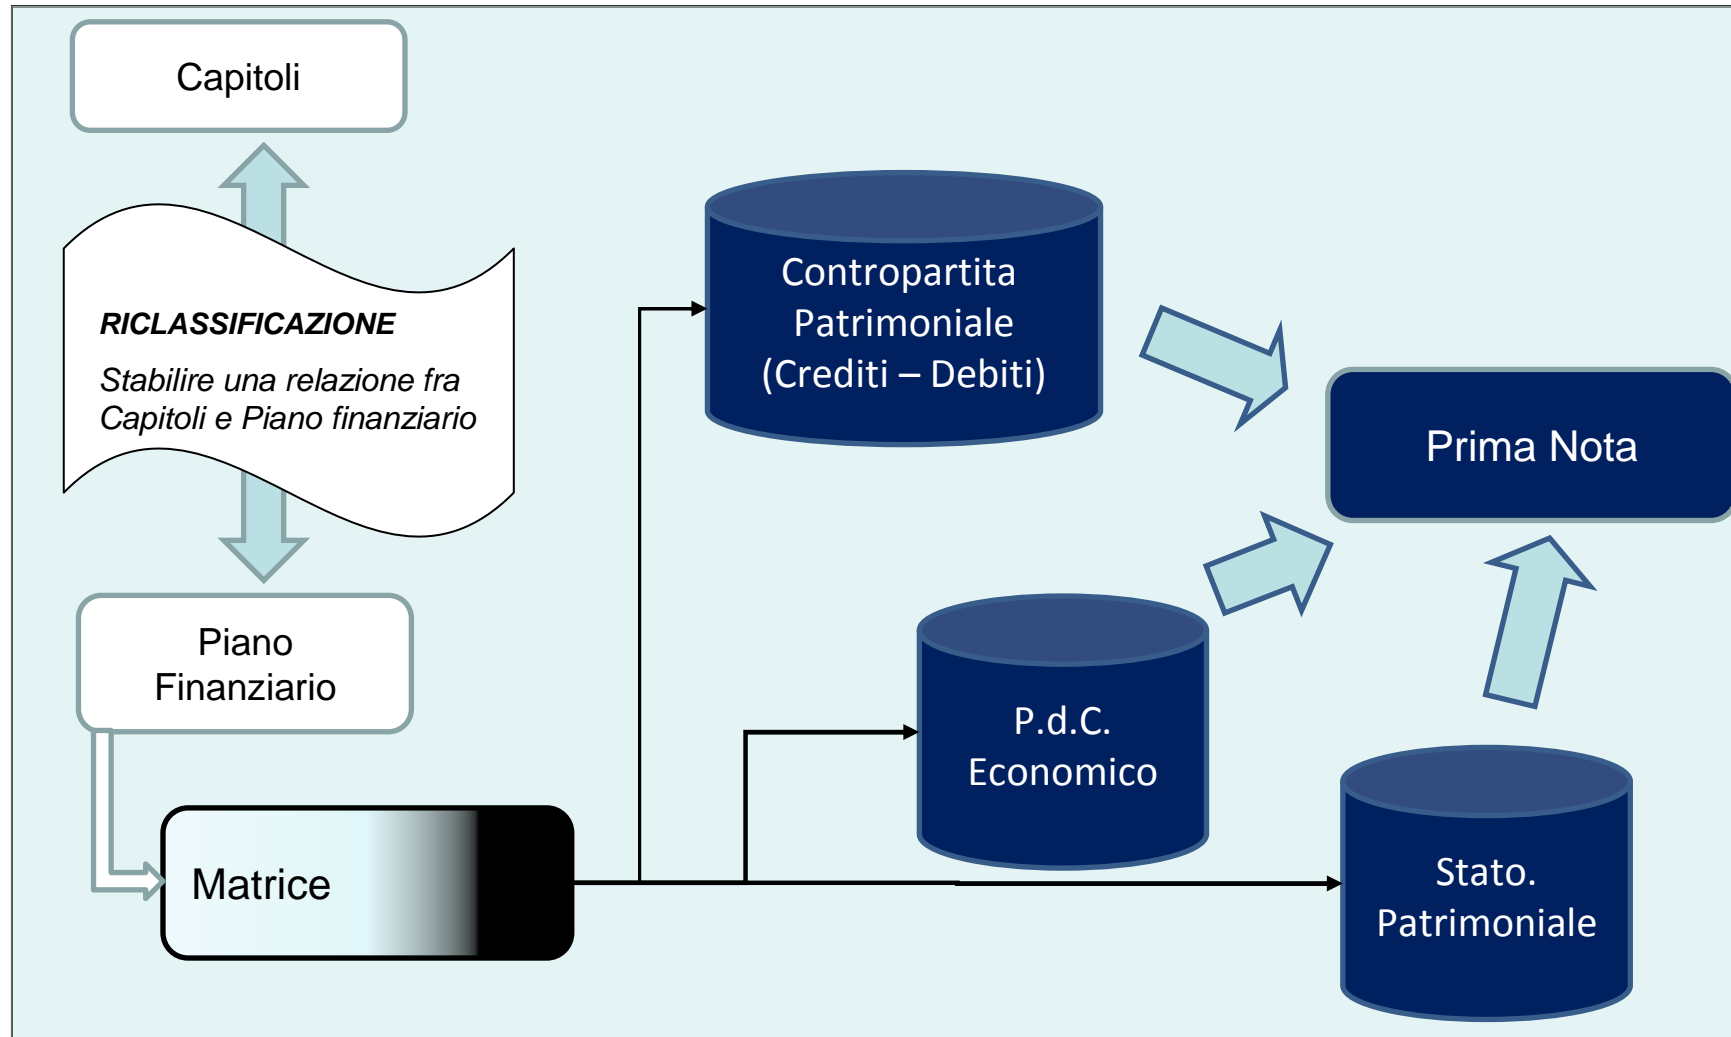 Capitoli
RICLASSIFICAZIONE
Stabilire una relazione fra
Capitoli e Piano finanziario
Piano
Finanziario
Matrice
Contropartita
Patrimoniale
(Crediti – Debiti)
P.d.C.
Economico
Stato.
Patrimoniale
Prima Nota